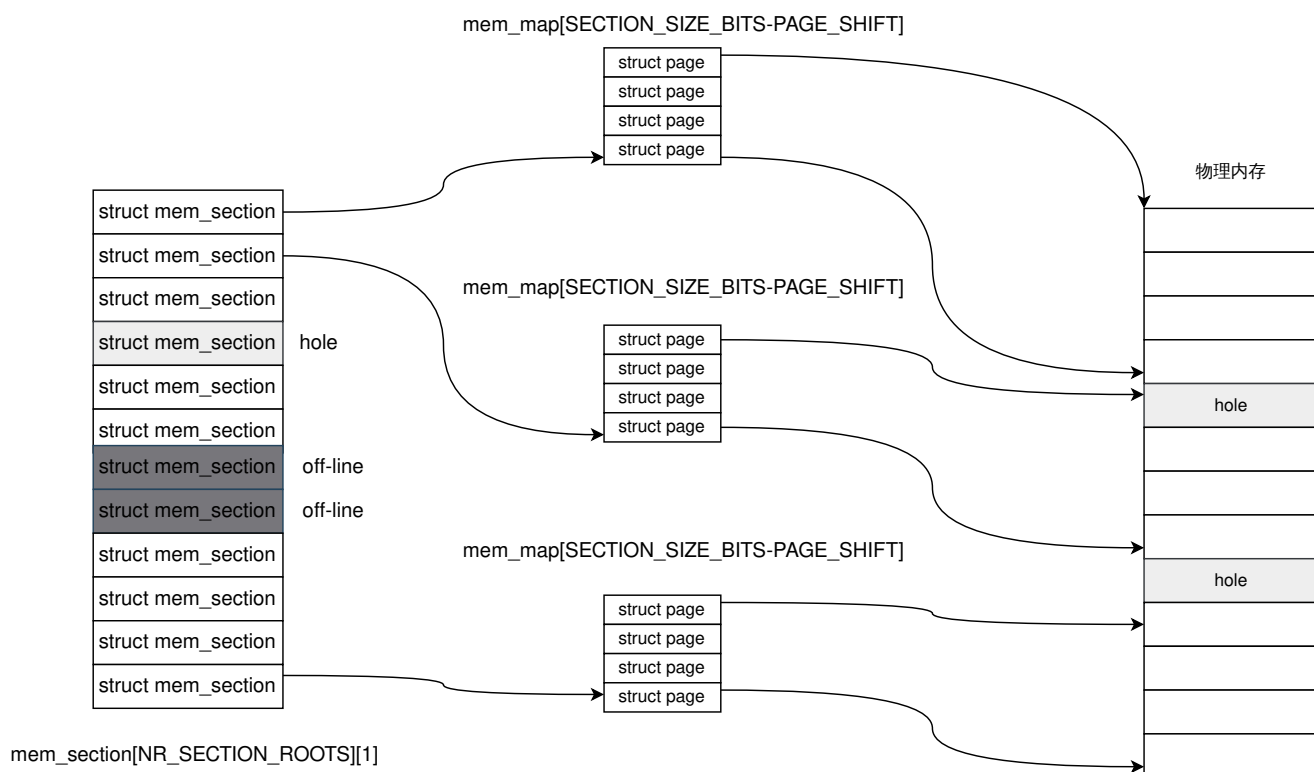 mem_map[SECTION_SIZE_BITS-PAGE_SHIFT]
struct page
struct page
struct page
struct page
物理内存
struct mem_section
struct mem_section
struct mem_section
struct mem_section
hole
struct mem_section
struct mem_section
struct mem_section
off-line
struct mem_section
off-line
struct mem_section
struct mem_section
struct mem_section
struct mem_section
mem_section[NR_SECTION_ROOTS][1]
mem_map[SECTION_SIZE_BITS-PAGE_SHIFT]
struct page
struct page
struct page
struct page
mem_map[SECTION_SIZE_BITS-PAGE_SHIFT]
struct page
struct page
struct page
struct page
hole
hole